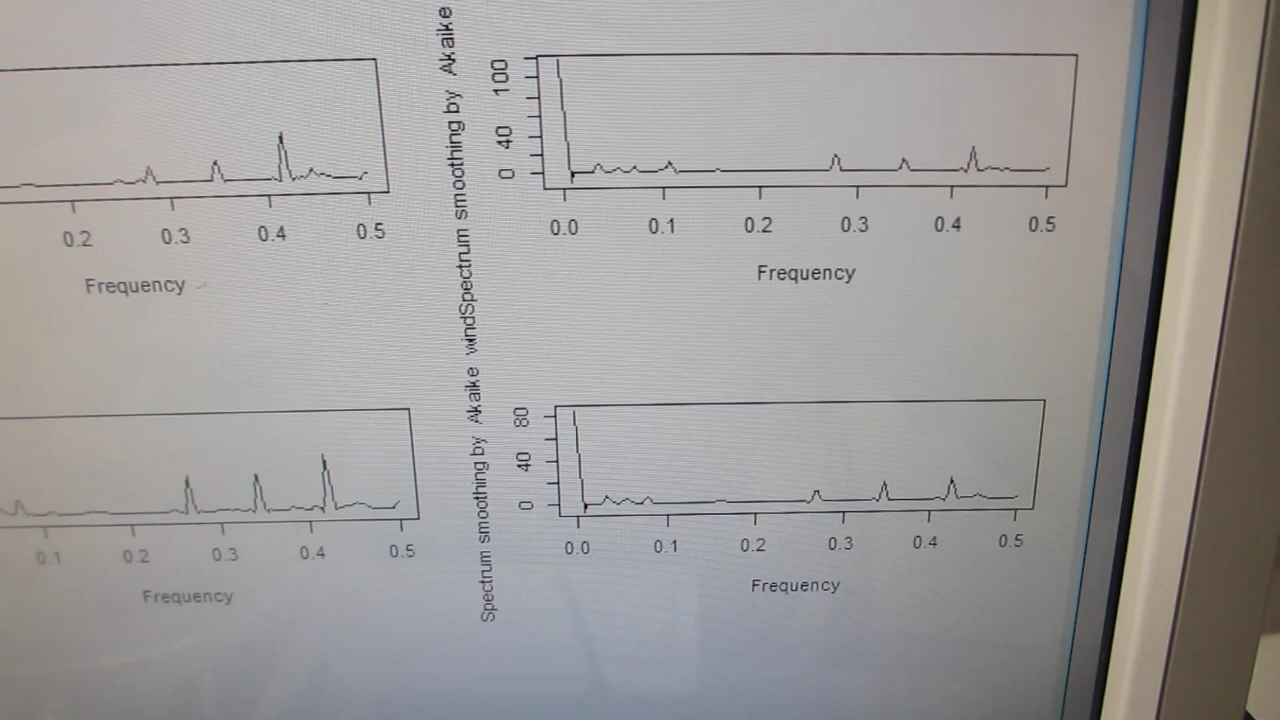 0.2 0.3 0.4 0.5
Frequency
Spectrum smoothing by Akaike
0 40 100
0.0 0.1 0.2 0.3 0.4 0.5
Frequency
0.1 0.2 0.3 0.4 0.5
Frequency
Spectrum smoothing by Akaike wind
0 40 80
0.0 0.1 0.2 0.3 0.4 0.5
Frequency